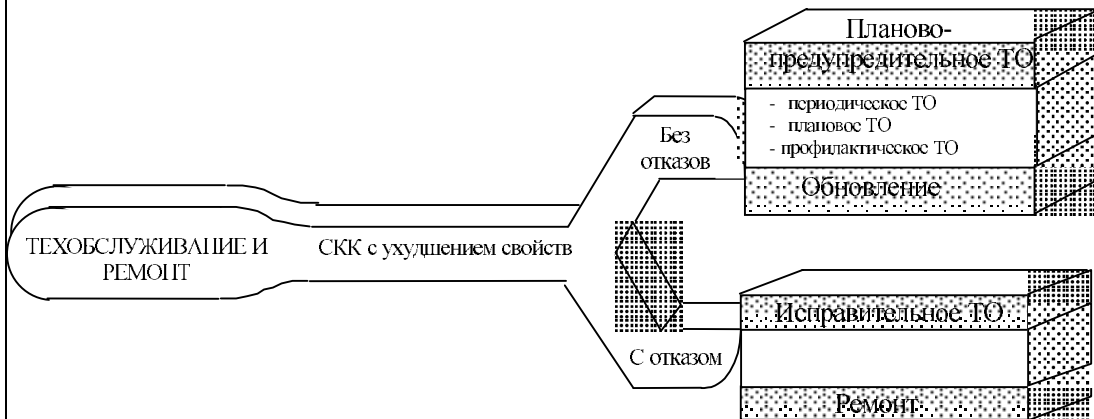 Планово-
предупредительное ТО
- периодическое ТО
- плановое ТО
- профилактическое ТО
Обновление
Без
отказов
ТЕХОБСЛУЖИВАНИЕ И
РЕМОНТ
СКК с ухудшением свойств
С отказом
Исправительное ТО
Ремонт